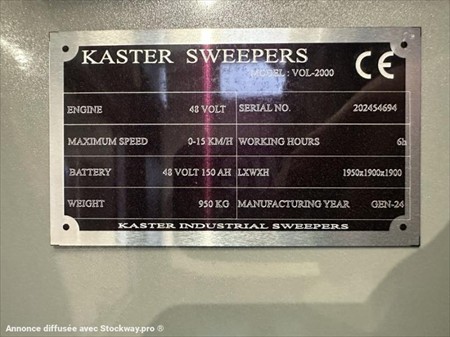 KASTER SWEEPERS
MODEL : VOL-2000
CE
ENGINE 48 VOLT SERIAL NO. 202454694
MAXIMUM SPEED 0-15 KM/H WORKING HOURS 6h
BATTERY 48 VOLT 150 AH LXWXH 1950x1900x1900
WEIGHT 950 KG MANUFACTURING YEAR GEN-24
KASTER INDUSTRIAL SWEEPERS
Annonce diffusée avec Stockway.pro ®